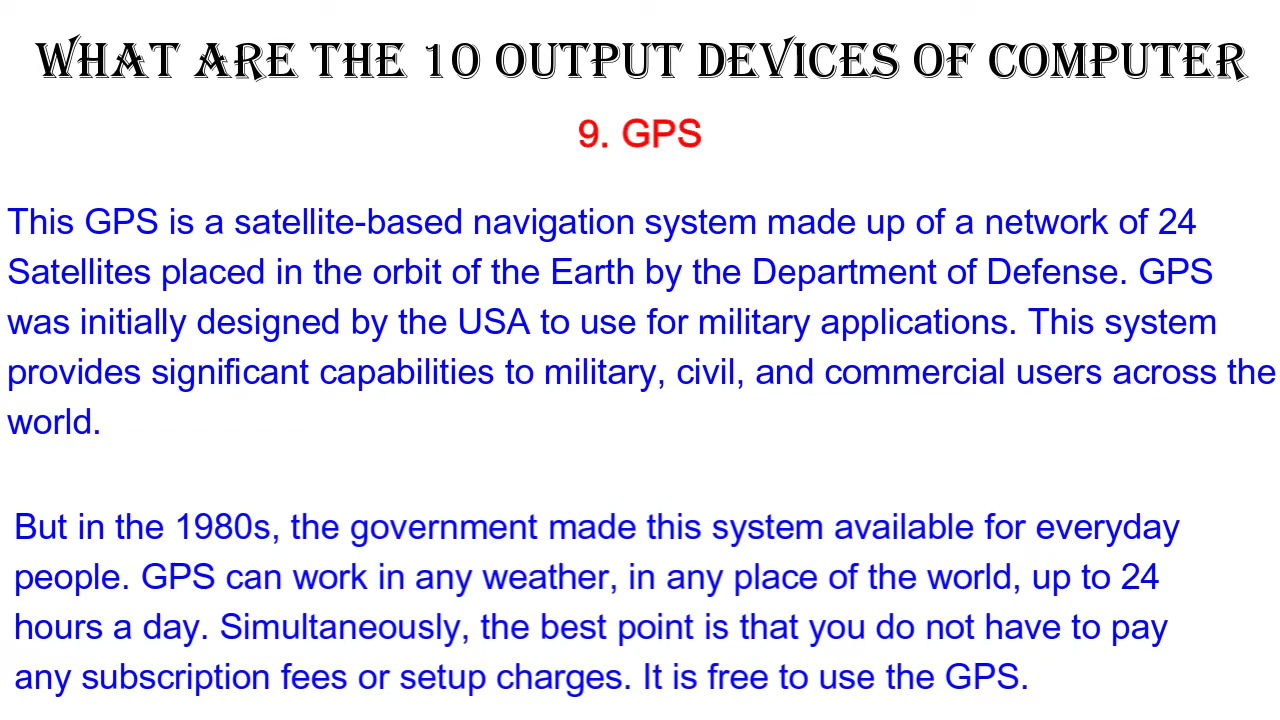 WHAT ARE THE 10 OUTPUT DEVICES OF COMPUTER
9. GPS
This GPS is a satellite-based navigation system made up of a network of 24
Satellites placed in the orbit of the Earth by the Department of Defense. GPS
was initially designed by the USA to use for military applications. This system
provides significant capabilities to military, civil, and commercial users across the
world.
But in the 1980s, the government made this system available for everyday
people. GPS can work in any weather, in any place of the world, up to 24
hours a day. Simultaneously, the best point is that you do not have to pay
any subscription fees or setup charges. It is free to use the GPS.